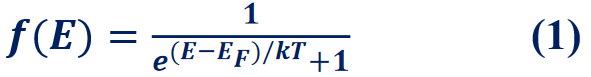 f(E) = 1 / (e^{(E−E_F)/kT} + 1) (1)